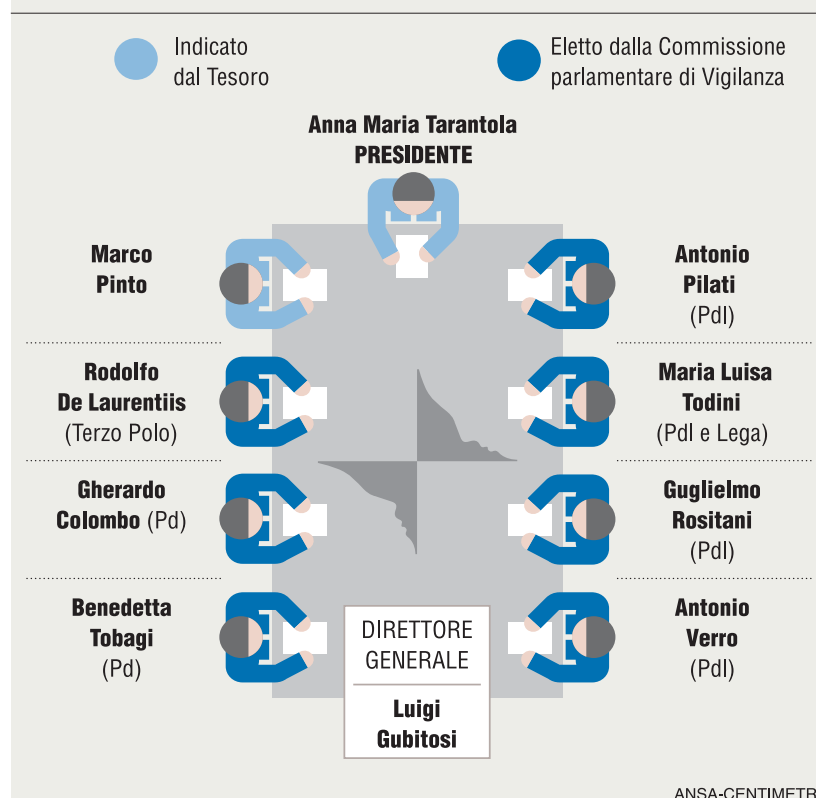 Indicato
dal Tesoro
Eletto dalla Commissione
parlamentare di Vigilanza
Anna Maria Tarantola
PRESIDENTE
Marco
Pinto
Antonio
Pilati
(Pdl)
Rodolfo
De Laurentiis
(Terzo Polo)
Maria Luisa
Todini
(Pdl e Lega)
Gherardo
Colombo (Pd)
Guglielmo
Rositani
(Pdl)
Benedetta
Tobagi
(Pd)
Antonio
Verro
(Pdl)
DIRETTORE
GENERALE
Luigi
Gubitosi
ANSA-CENTIMETR